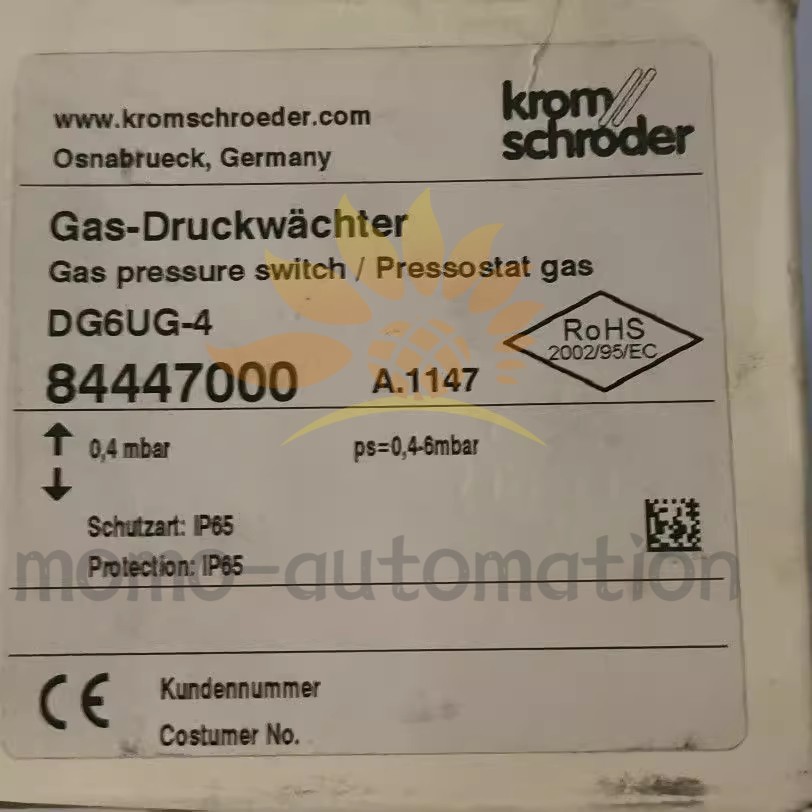 www.kromschroeder.com
Osnabrueck, Germany
krom
schröder
Gas-Druckwächter
Gas pressure switch / Pressostat gas
DG6UG-4
84447000
A.1147
RoHS
2002/95/EC
0,4 mbar
ps=0,4-6mbar
Schutzart: IP65
momo-automation
Protection: IP65
CE
Kundennummer
Costumer No.